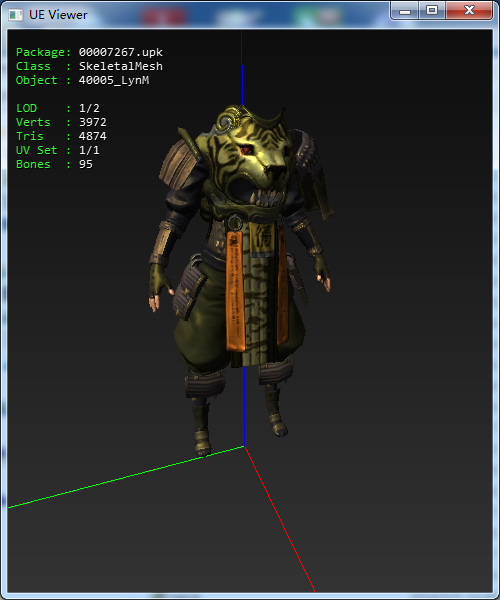 UE Viewer
Package: 00007267.upk
Class  : SkeletalMesh
Object : 40005_LynM
LOD    : 1/2
Verts  : 3972
Tris   : 4874
UV Set : 1/1
Bones  : 95